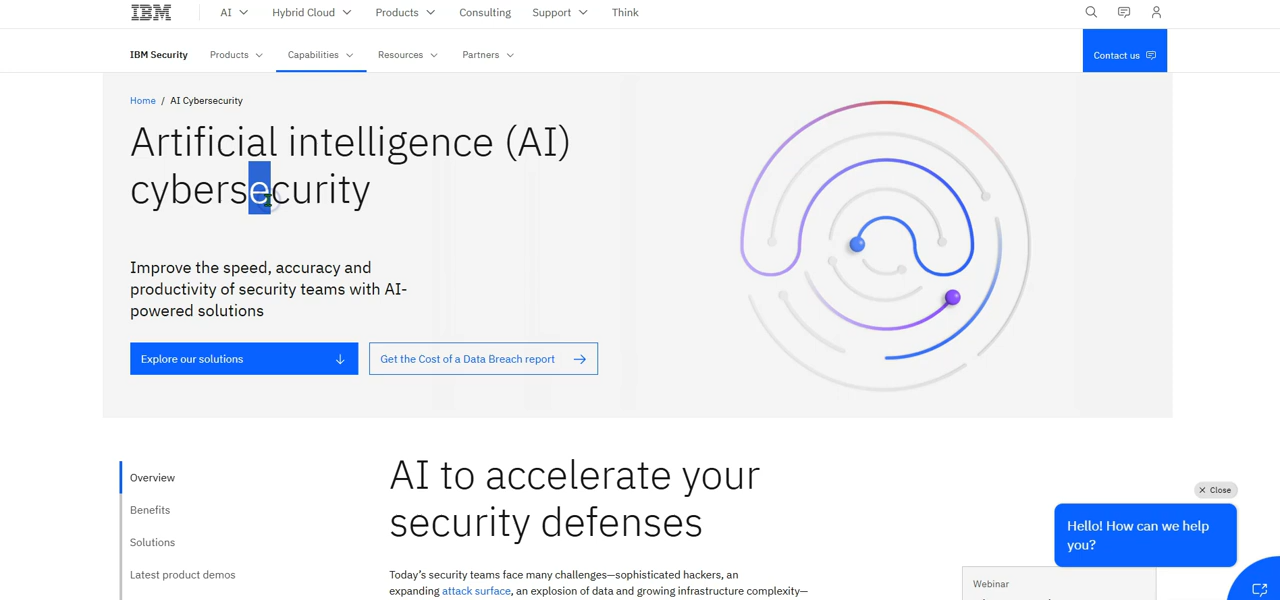 IBM
AI
Hybrid Cloud
Products
Consulting
Support
Think
IBM Security
Products
Capabilities
Resources
Partners
Contact us
Home / AI Cybersecurity
Artificial intelligence (AI)
cybersecurity
Improve the speed, accuracy and
productivity of security teams with AI-
powered solutions
Explore our solutions
Get the Cost of a Data Breach report
Overview
Benefits
Solutions
Latest product demos
AI to accelerate your
security defenses
Today's security teams face many challenges—sophisticated hackers, an
expanding attack surface, an explosion of data and growing infrastructure complexity—
Close
Hello! How can we help
you?
Webinar